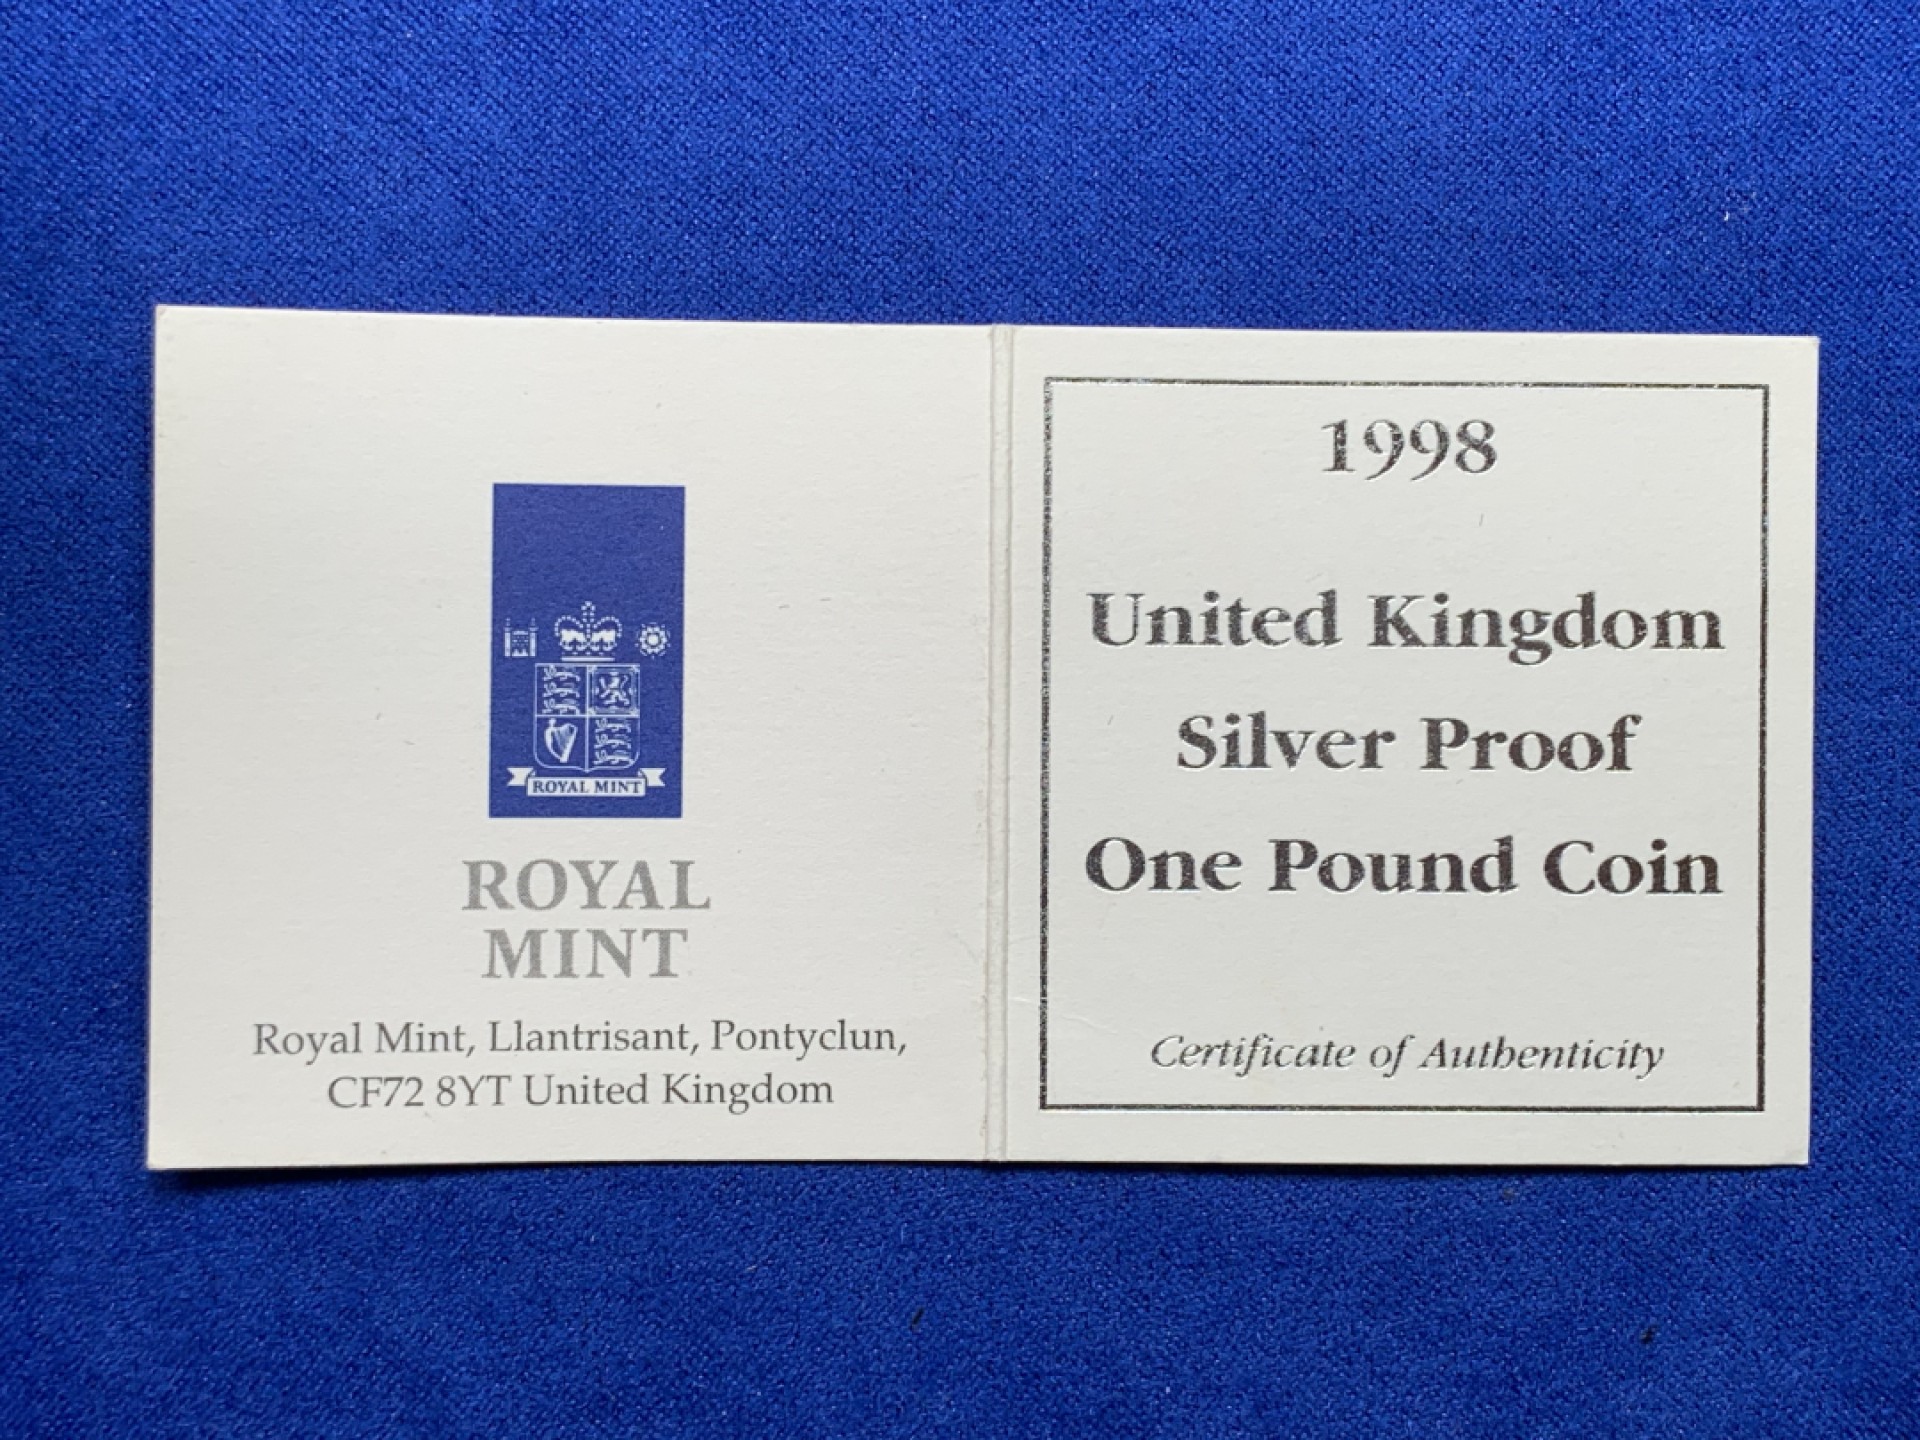 ROYAL MINT
ROYAL
MINT
Royal Mint, Llantrisant, Pontyclun,
CF72 8YT United Kingdom
1998
United Kingdom
Silver Proof
One Pound Coin
Certificate of Authenticity